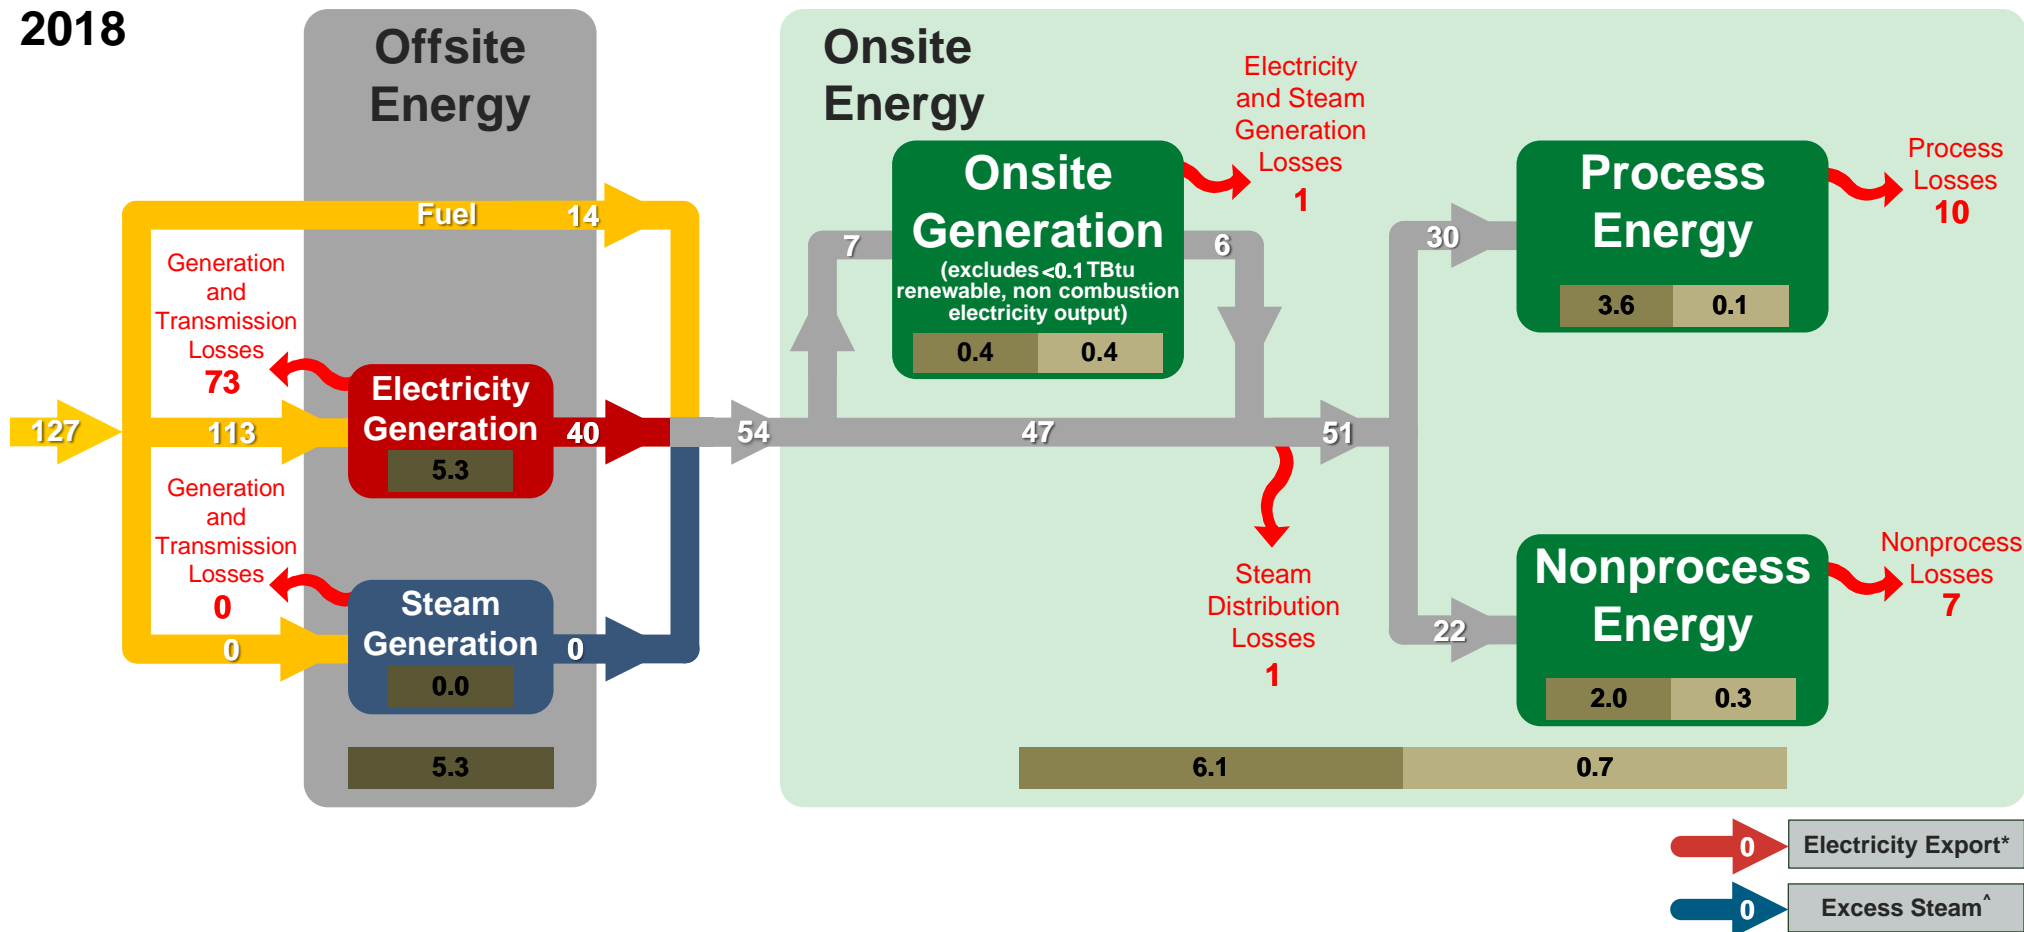 2018
Offsite
Energy
Onsite
Energy
Fuel
14
Generation
and
Transmission
Losses
73
127
113
Electricity
Generation
5.3
40
Generation
and
Transmission
Losses
0
0
Steam
Generation
0.0
0
5.3
54
7
Onsite
Generation
(excludes <0.1 TBtu
renewable, non combustion
electricity output)
0.4 0.4
6
Electricity
and Steam
Generation
Losses
1
47
51
Steam
Distribution
Losses
1
30
Process
Energy
3.6 0.1
Process
Losses
10
22
Nonprocess
Energy
2.0 0.3
Nonprocess
Losses
7
6.1 0.7
0 Electricity Export*
0 Excess Steam^